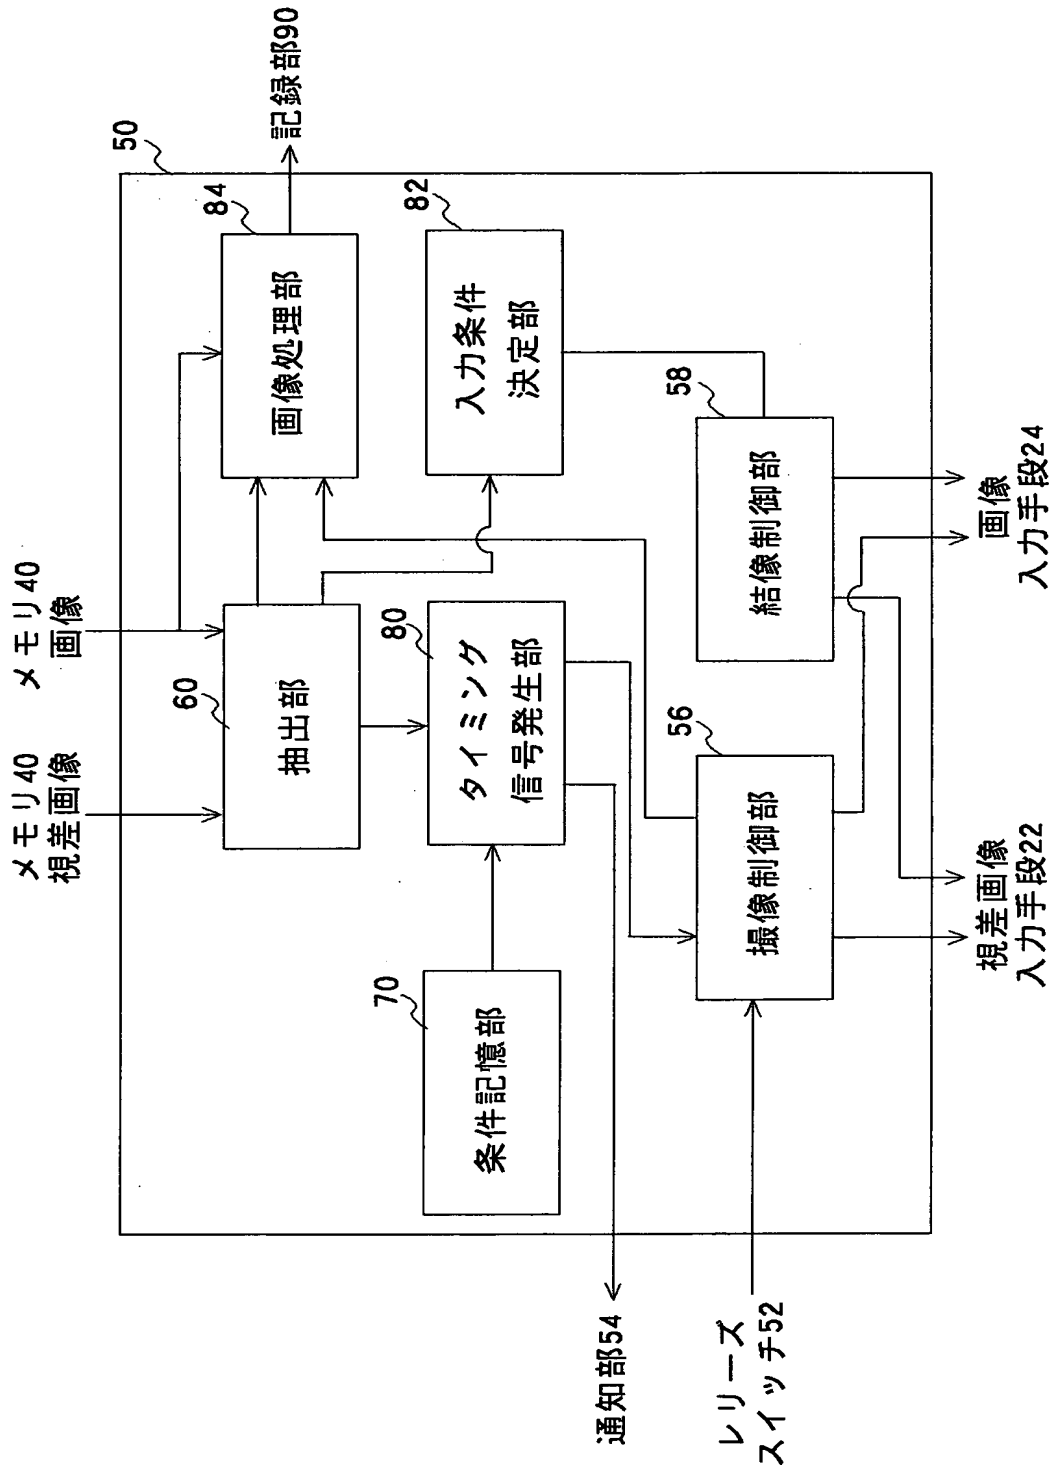 メモリ40
視差画像
メモリ40
画像
50
記録部90
60
抽出部
84
画像処理部
70
条件記憶部
80
タイミング
信号発生部
82
入力条件
決定部
通知部54
56
撮像制御部
58
結像制御部
レリーズ
スイッチ52
視差画像
入力手段22
画像
入力手段24